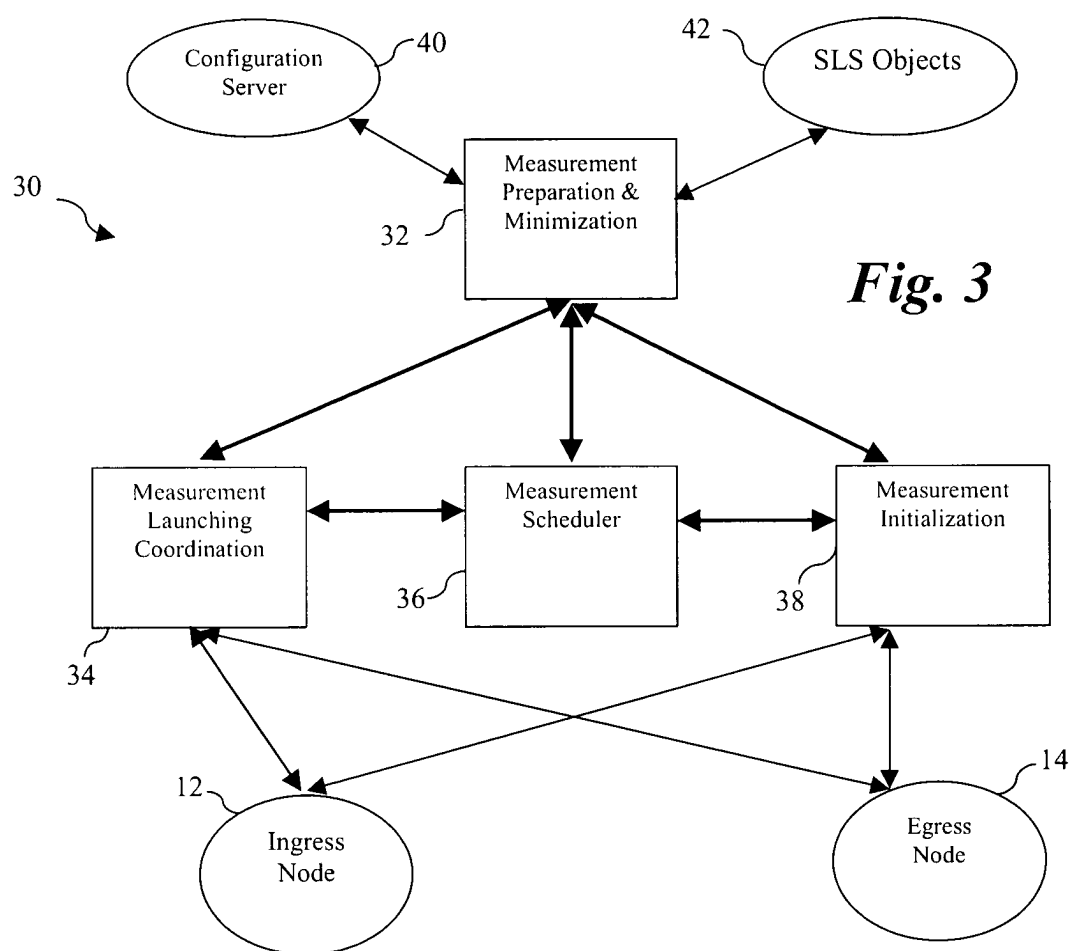 Configuration
Server
40
42
SLS Objects
30
Measurement
Preparation &
Minimization
32
Fig. 3
Measurement
Launching
Coordination
34
Measurement
Scheduler
36
Measurement
Initialization
38
12
Ingress
Node
14
Egress
Node